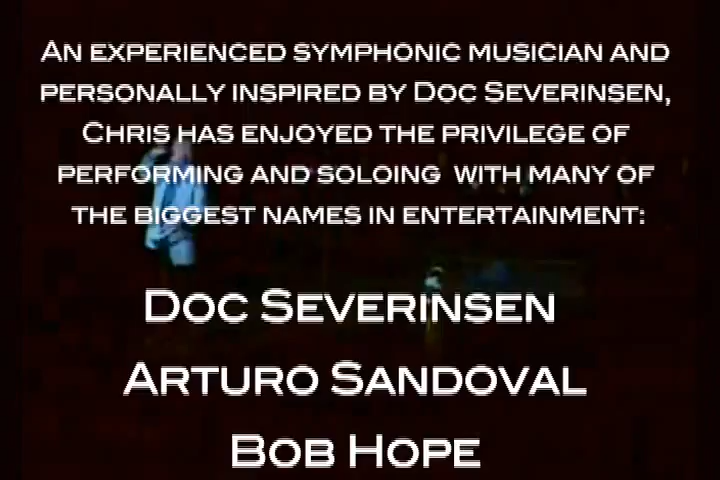 An experienced symphonic musician and
personally inspired by Doc Severinsen,
Chris has enjoyed the privilege of
performing and soloing with many of
the biggest names in entertainment:
Doc Severinsen
Arturo Sandoval
Bob Hope